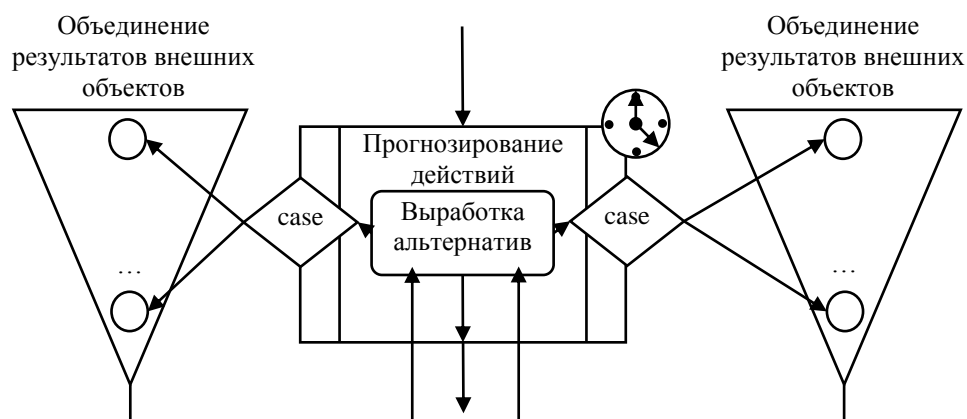 Объединение
результатов внешних
объектов
Объединение
результатов внешних
объектов
Прогнозирование
действий
case
Выработка
альтернатив
case
…
…